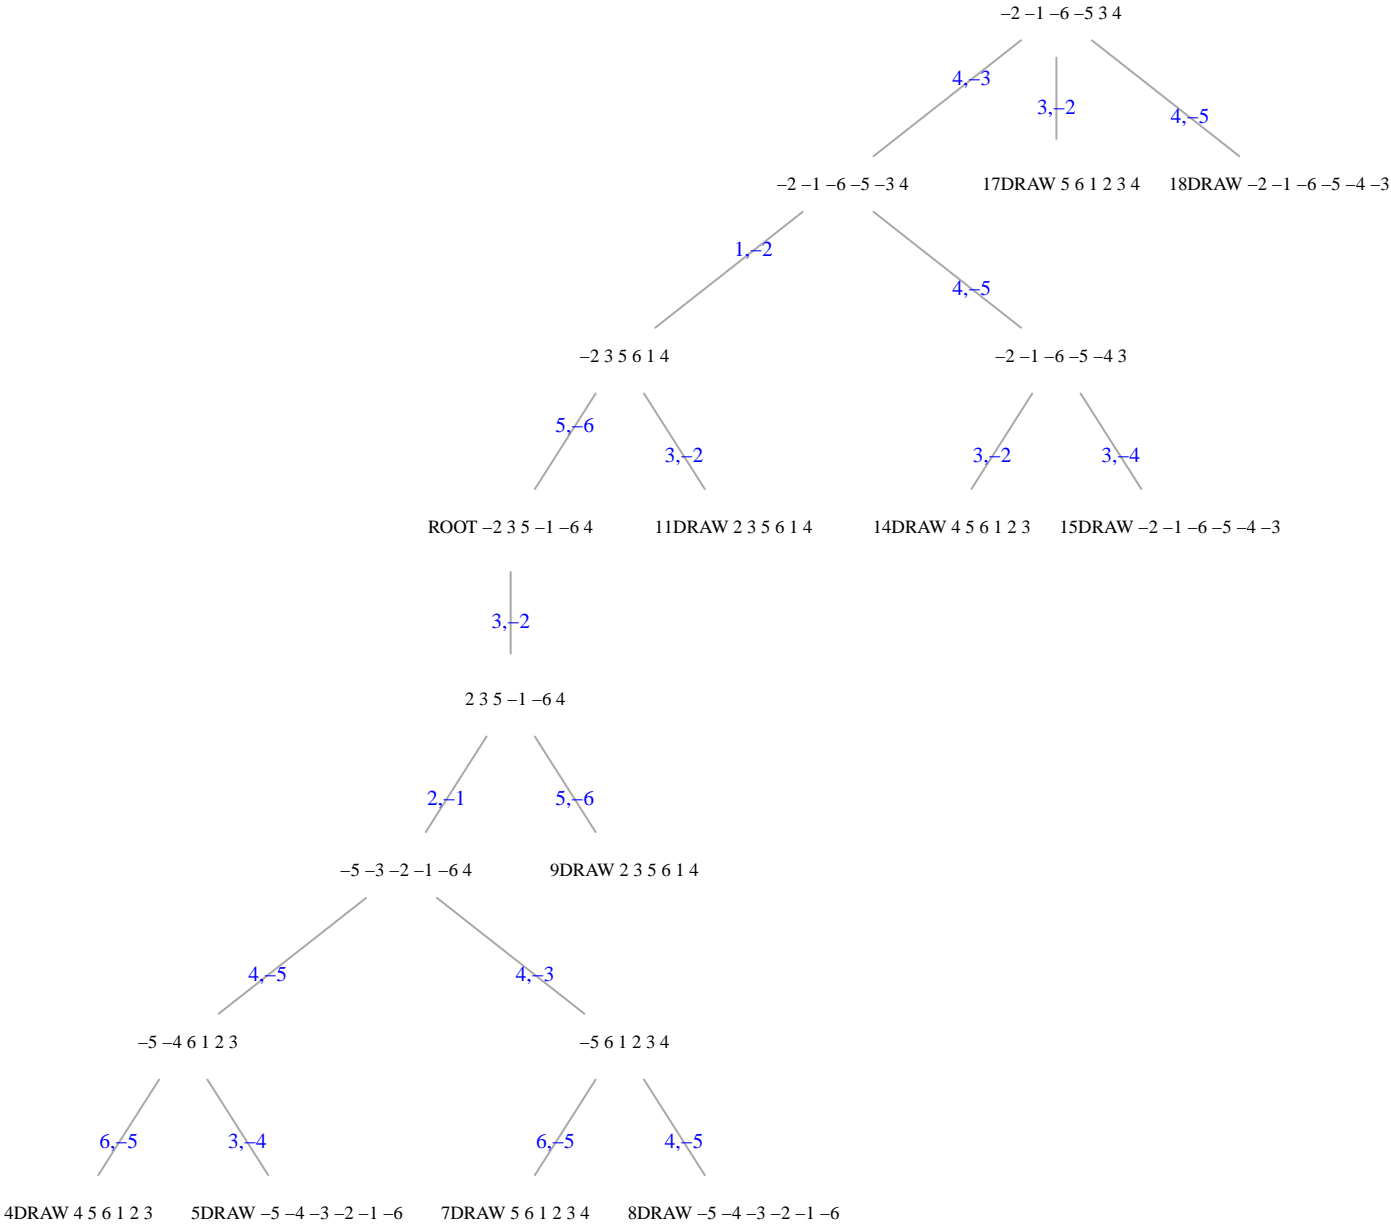 –2 –1 –6 –5 3 4
4,–3
3,–2
4,–5
–2 –1 –6 –5 –3 4
17DRAW 5 6 1 2 3 4
18DRAW –2 –1 –6 –5 –4 –3
1,–2
4,–5
–2 3 5 6 1 4
–2 –1 –6 –5 –4 3
5,–6
3,–2
3,–2
3,–4
ROOT –2 3 5 –1 –6 4
11DRAW 2 3 5 6 1 4
14DRAW 4 5 6 1 2 3
15DRAW –2 –1 –6 –5 –4 –3
3,–2
2 3 5 –1 –6 4
2,–1
5,–6
–5 –3 –2 –1 –6 4
9DRAW 2 3 5 6 1 4
4,–5
4,–3
–5 –4 6 1 2 3
–5 6 1 2 3 4
6,–5
3,–4
6,–5
4,–5
4DRAW 4 5 6 1 2 3
5DRAW –5 –4 –3 –2 –1 –6
7DRAW 5 6 1 2 3 4
8DRAW –5 –4 –3 –2 –1 –6